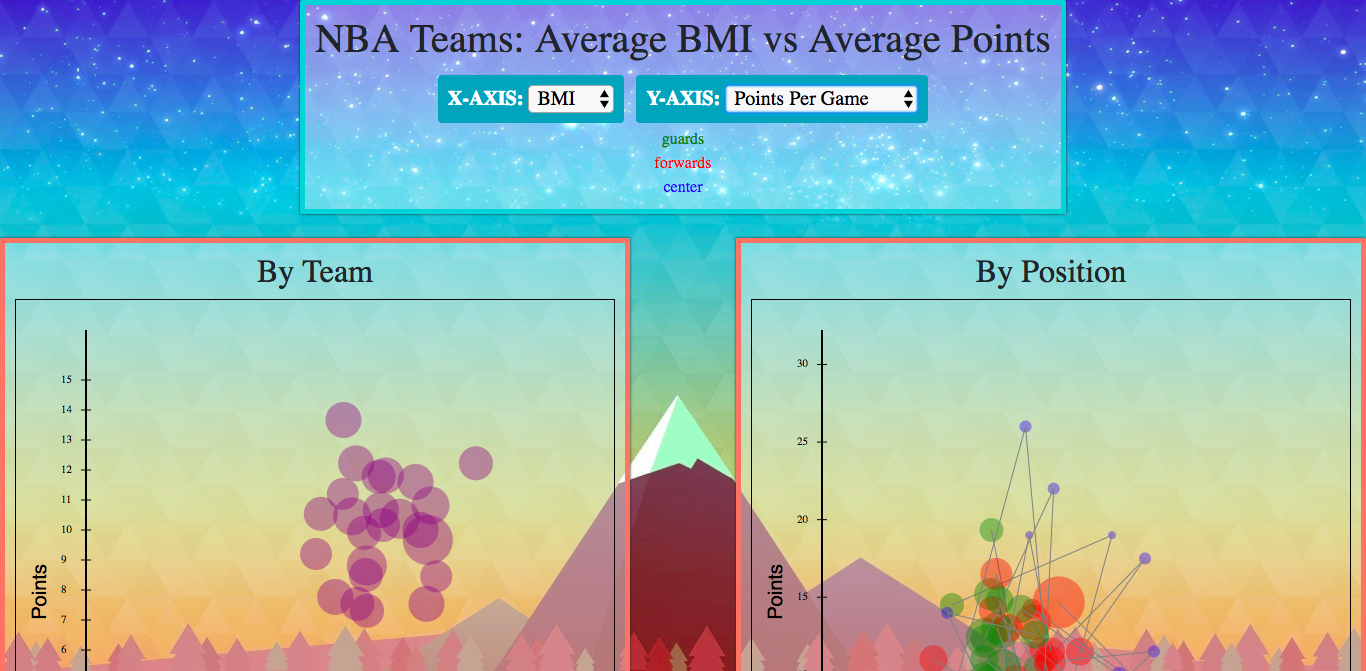 NBA Teams: Average BMI vs Average Points
X-AXIS: BMI Y-AXIS: Points Per Game
guards
forwards
center
By Team
15
14
13
12
11
10
9
8
7
6
Points
By Position
30
25
20
15
Points